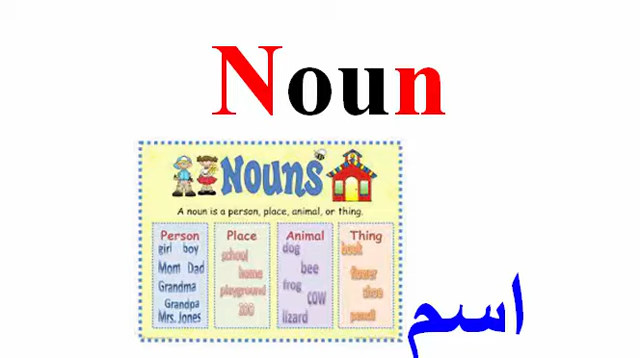 Noun
Nouns
A noun is a person, place, animal, or thing.
Person
girl boy
Mom Dad
Grandma
Grandpa
Mrs. Jones
Place
school
home
playground
zoo
Animal
dog
bee
frog
cow
lizard
Thing
book
flower
shoe
pencil
اسم